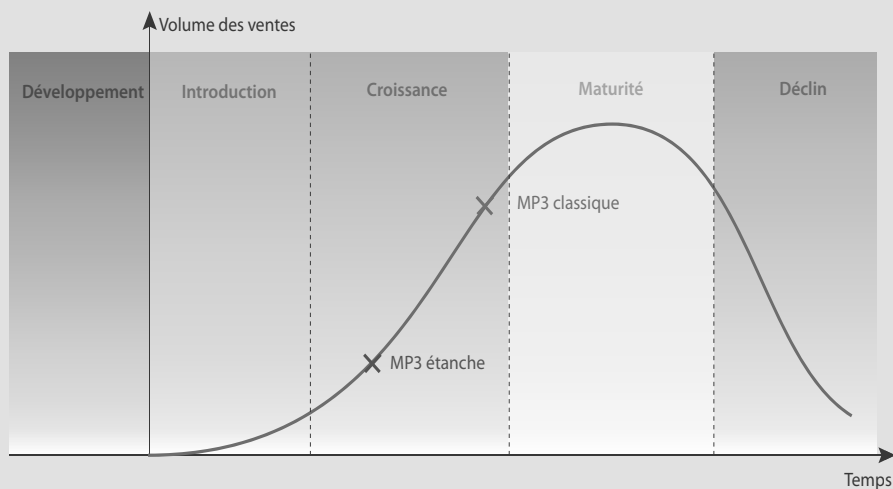 Volume des ventes
Développement
Introduction
Croissance
Maturité
Déclin
MP3 classique
MP3 étanche
Temps